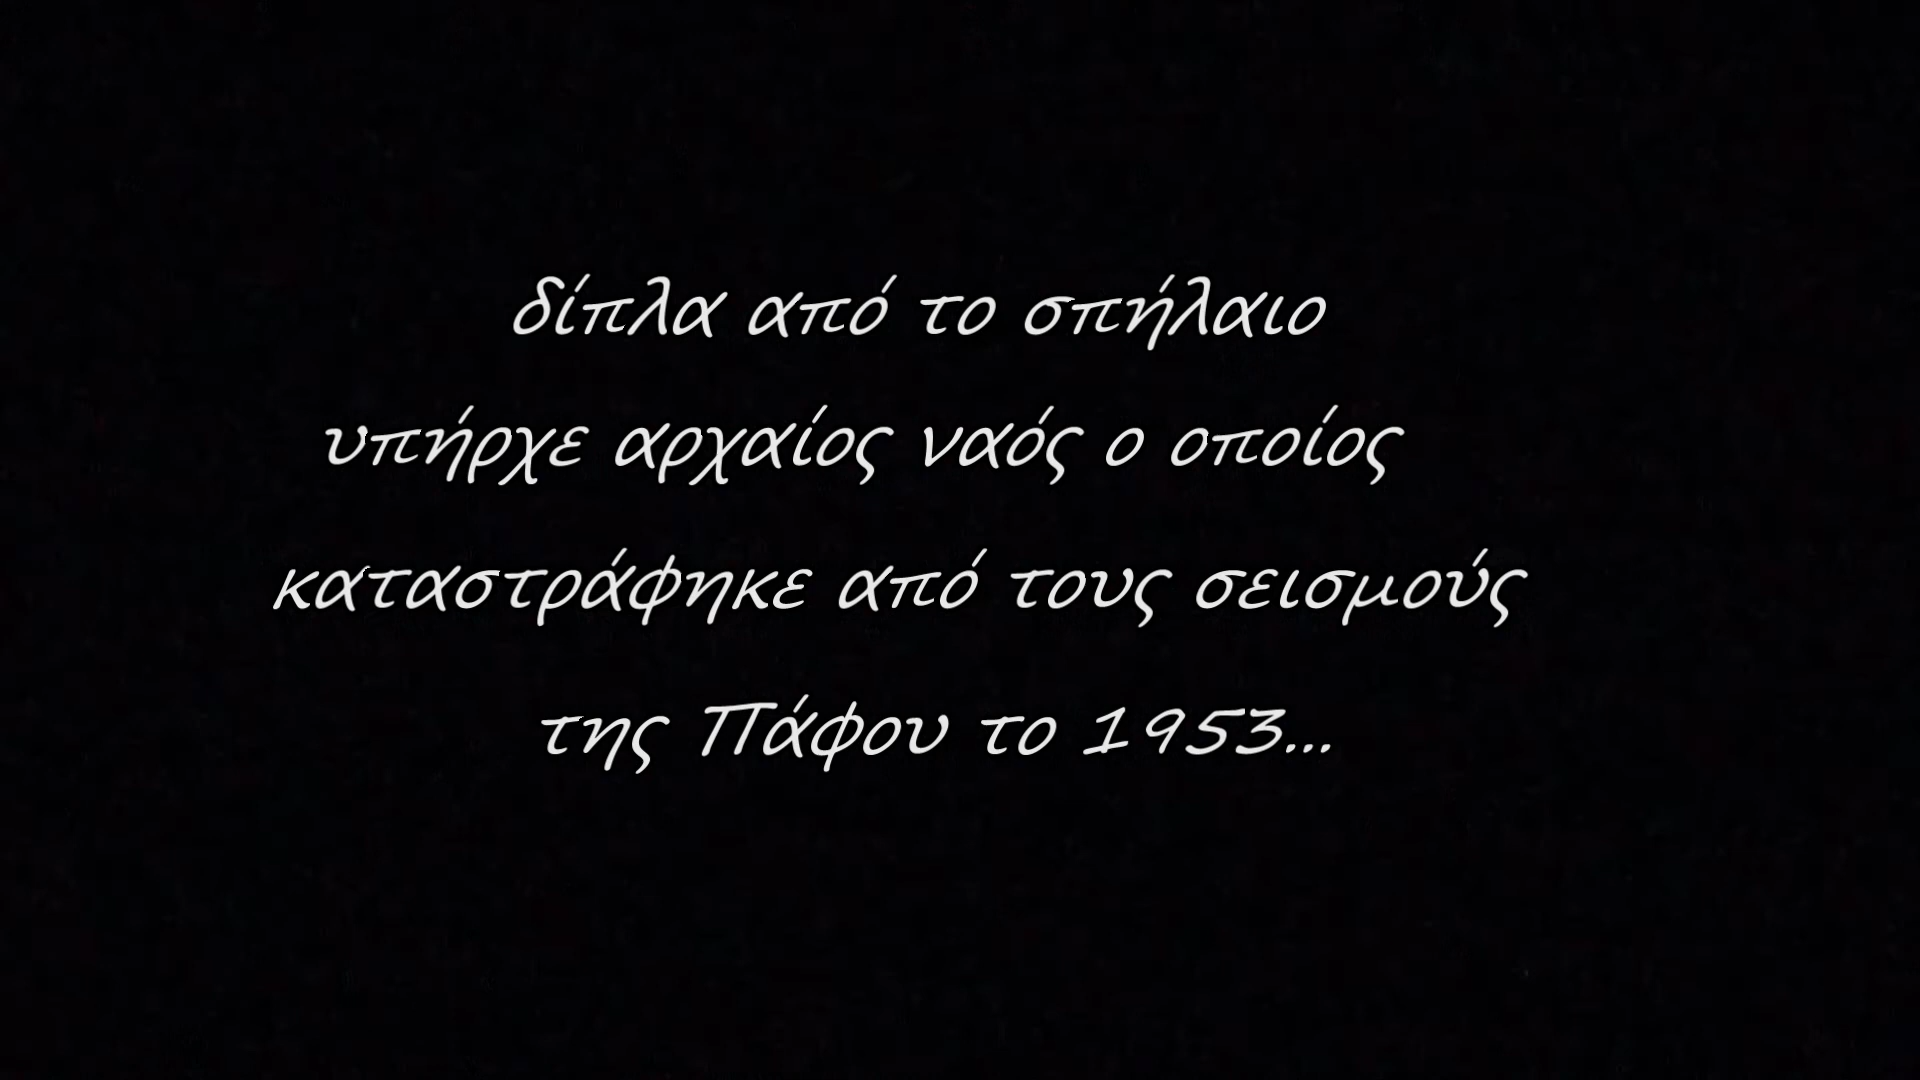 δίπλα από το σπήλαιο
υπήρχε αρχαίος ναός ο οποίος
καταστράφηκε από τους σεισμούς
της Πάφου το 1953...